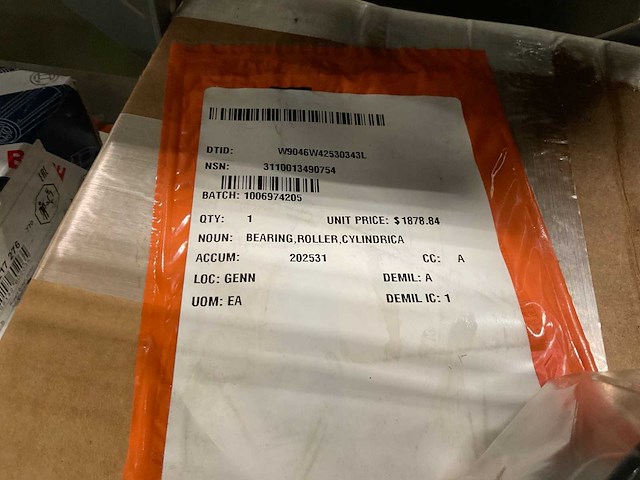 DTID: W9046W42530343L
NSN: 3110013490754
BATCH: 1006974205
QTY: 1 UNIT PRICE: $1878.84
NOUN: BEARING,ROLLER,CYLINDRICA
ACCUM: 202531 CC: A
LOC: GENN DEMIL: A
UOM: EA DEMIL IC: 1
EAC